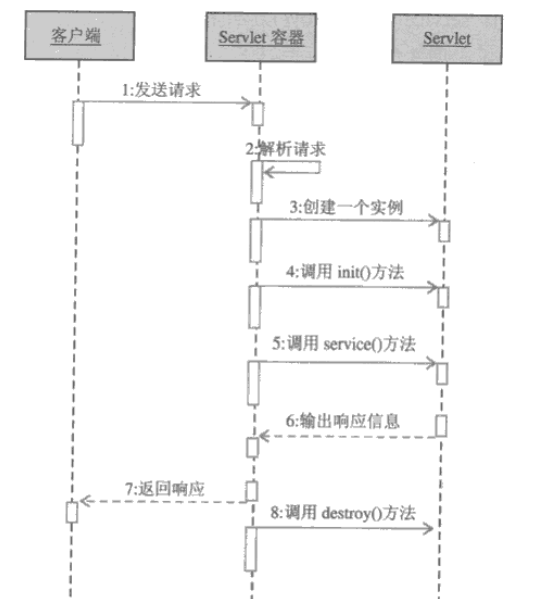 客户端
Servlet 容器
Servlet
1:发送请求
2:解析请求
3:创建一个实例
4:调用 init()方法
5:调用 service()方法
6:输出响应信息
7:返回响应
8:调用 destroy()方法